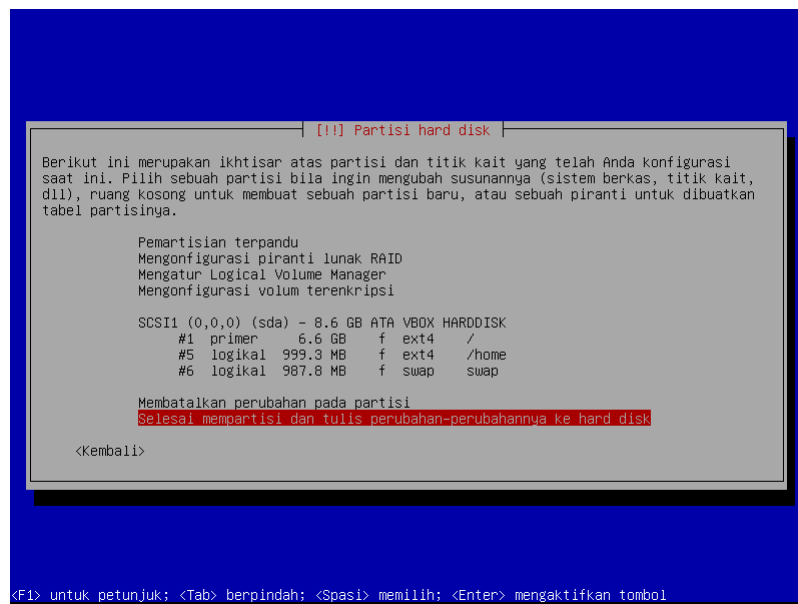 [!!] Partisi hard disk
Berikut ini merupakan ikhtisar atas partisi dan titik kait yang telah Anda konfigurasi
saat ini. Pilih sebuah partisi bila ingin mengubah susunannya (sistem berkas, titik kait,
dll), ruang kosong untuk membuat sebuah partisi baru, atau sebuah piranti untuk dibuatkan
tabel partisinya.
Pemartisian terpandu
Mengonfigurasi piranti lunak RAID
Mengatur Logical Volume Manager
Mengonfigurasi volum terenkripsi
SCSI1 (0,0,0) (sda) - 8.6 GB ATA VBOX HARDDISK
#1 primer 6.6 GB f ext4 /
#5 logikal 999.3 MB f ext4 /home
#6 logikal 987.8 MB f swap swap
Membatalkan perubahan pada partisi
Selesai mempartisi dan tulis perubahan-perubahannya ke hard disk
<Kembali>
<F1> untuk petunjuk; <Tab> berpindah; <Spasi> memilih; <Enter> mengaktifkan tombol